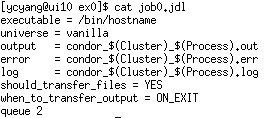 [ycyang@ui10 ex0]$ cat job0.jdl
executable = /bin/hostname
universe = vanilla
output   = condor_$(Cluster)_$(Process).out
error    = condor_$(Cluster)_$(Process).err
log      = condor_$(Cluster)_$(Process).log
should_transfer_files = YES
when_to_transfer_output = ON_EXIT
queue 2